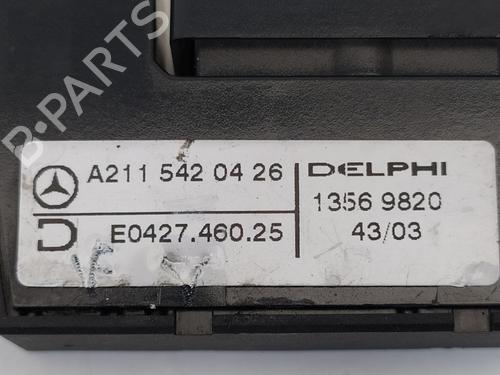 B-PARTS
A211 542 04 26
DELPHI
1356 9820
E0427.460.25
43/03